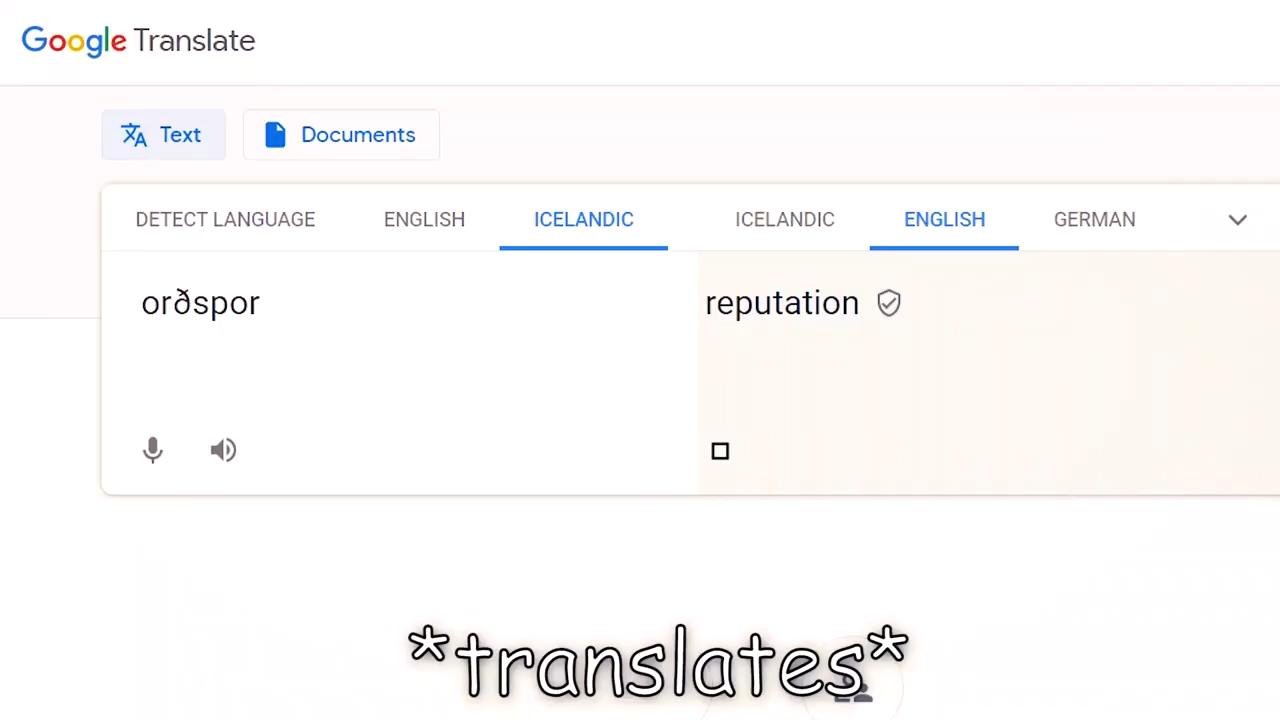 Google Translate
Text Documents
DETECT LANGUAGE ENGLISH ICELANDIC ICELANDIC ENGLISH GERMAN
orðspor reputation
*translates*